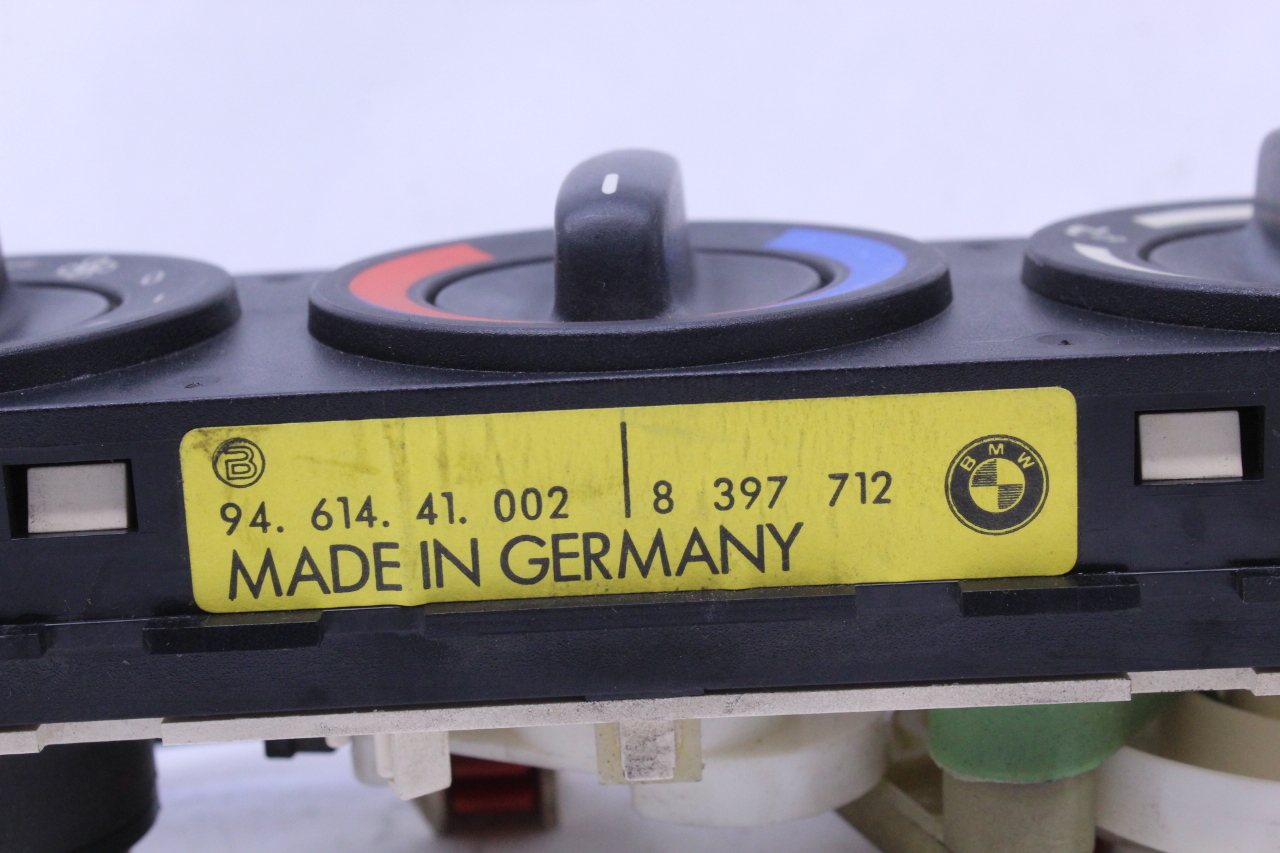 B
94. 614. 41. 002 | 8 397 712
BMW
MADE IN GERMANY